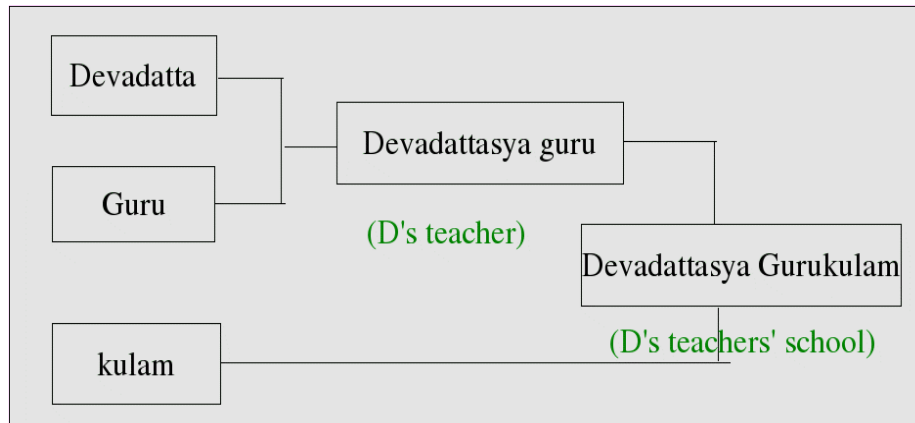 Devadatta
Guru
Devadattasya guru
(D's teacher)
Devadattasya Gurukulam
(D's teachers' school)
kulam